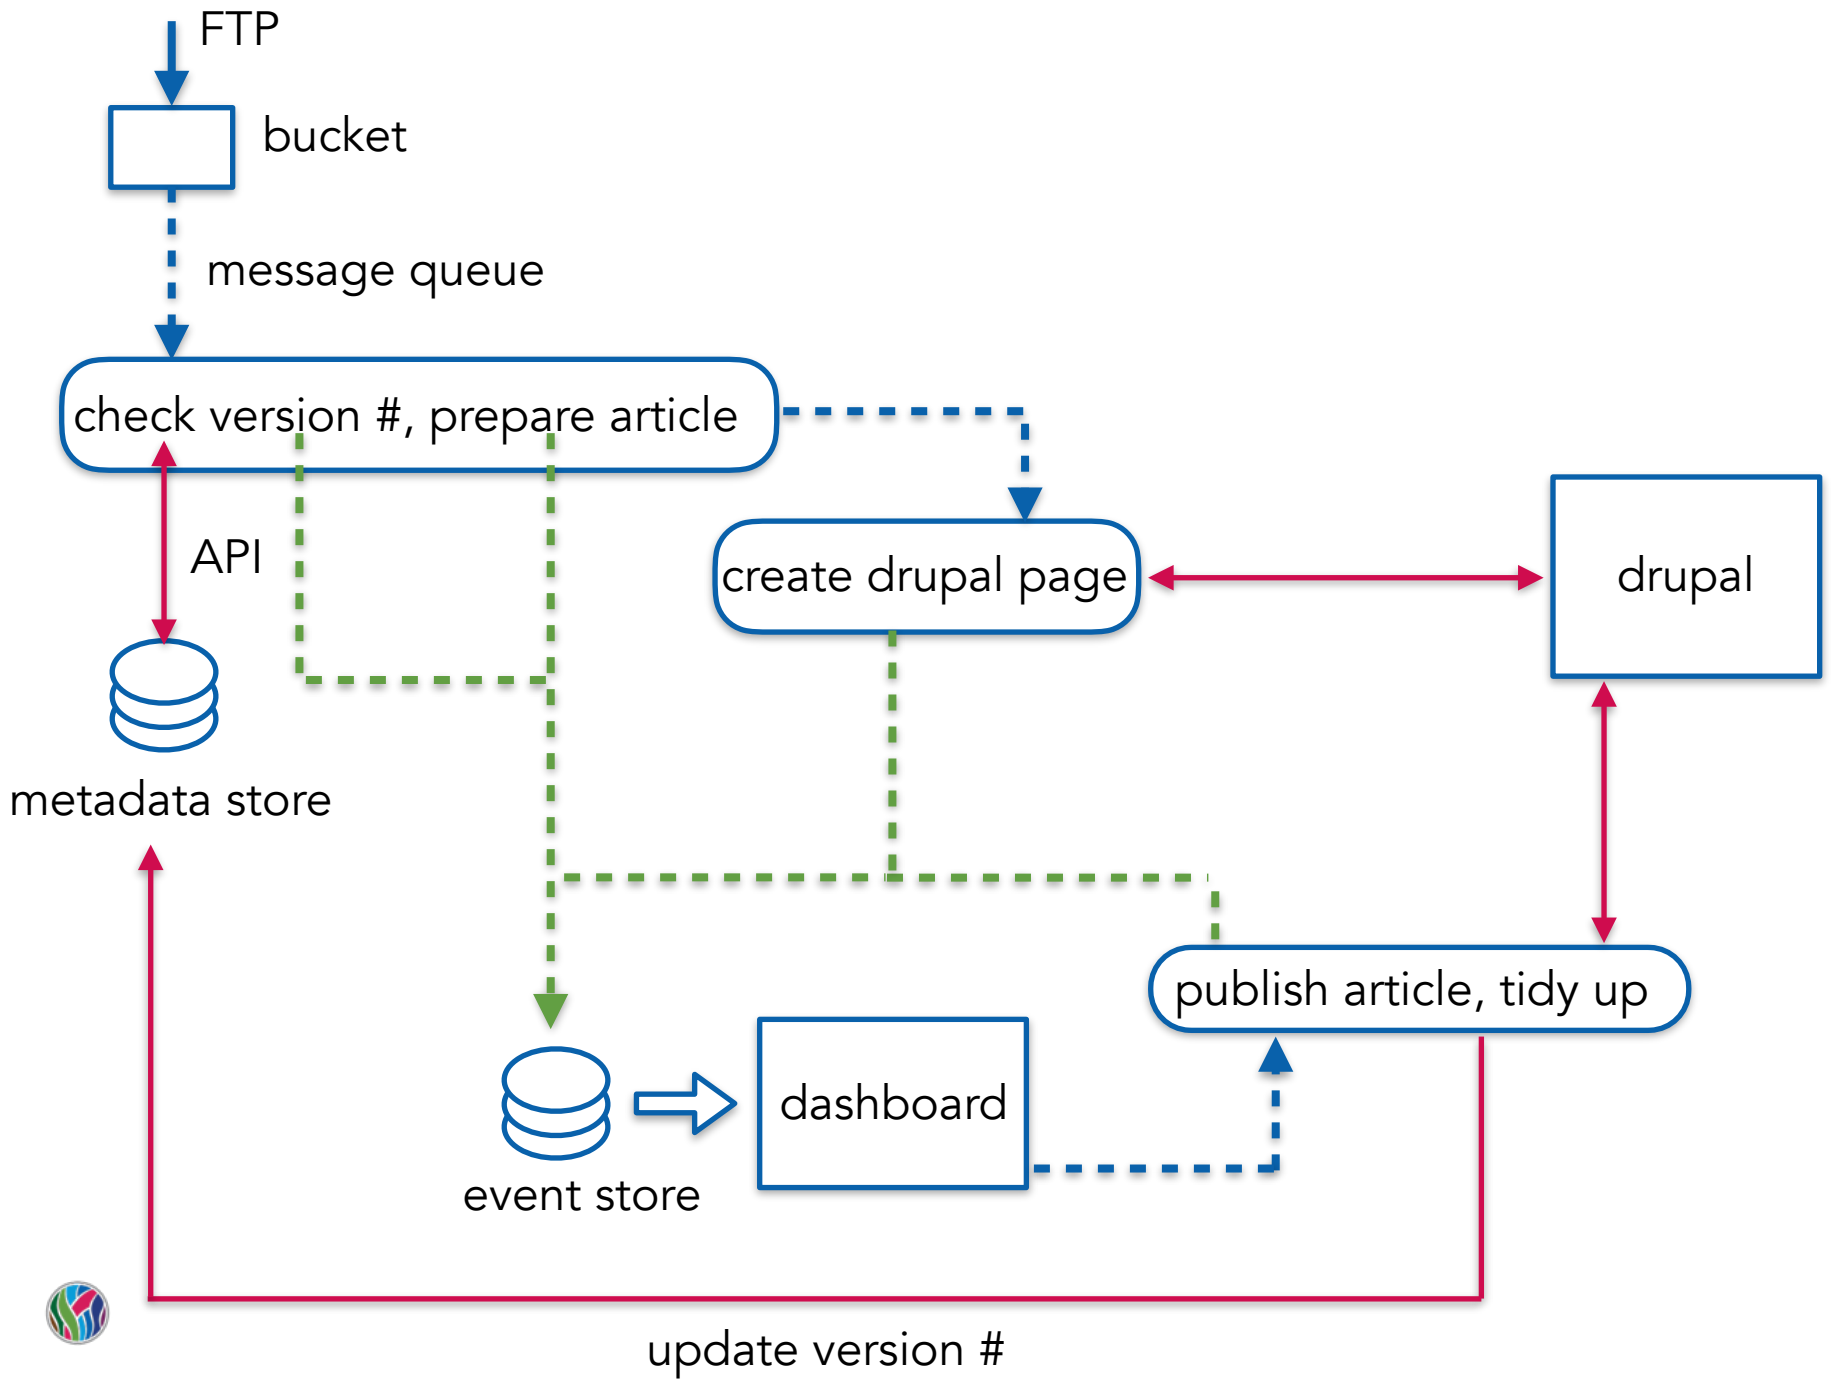 FTP
bucket
message queue
check version #, prepare article
API
create drupal page
drupal
metadata store
publish article, tidy up
dashboard
event store
update version #